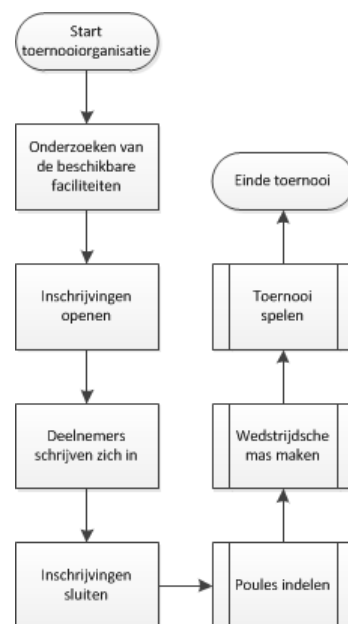 Start
toernooiorganisatie
Onderzoeken van
de beschikbare
faciliteiten
Inschrijvingen
openen
Deelnemers
schrijven zich in
Inschrijvingen
sluiten
Poules indelen
Wedstrijdsche
mas maken
Toernooi
spelen
Einde toernooi